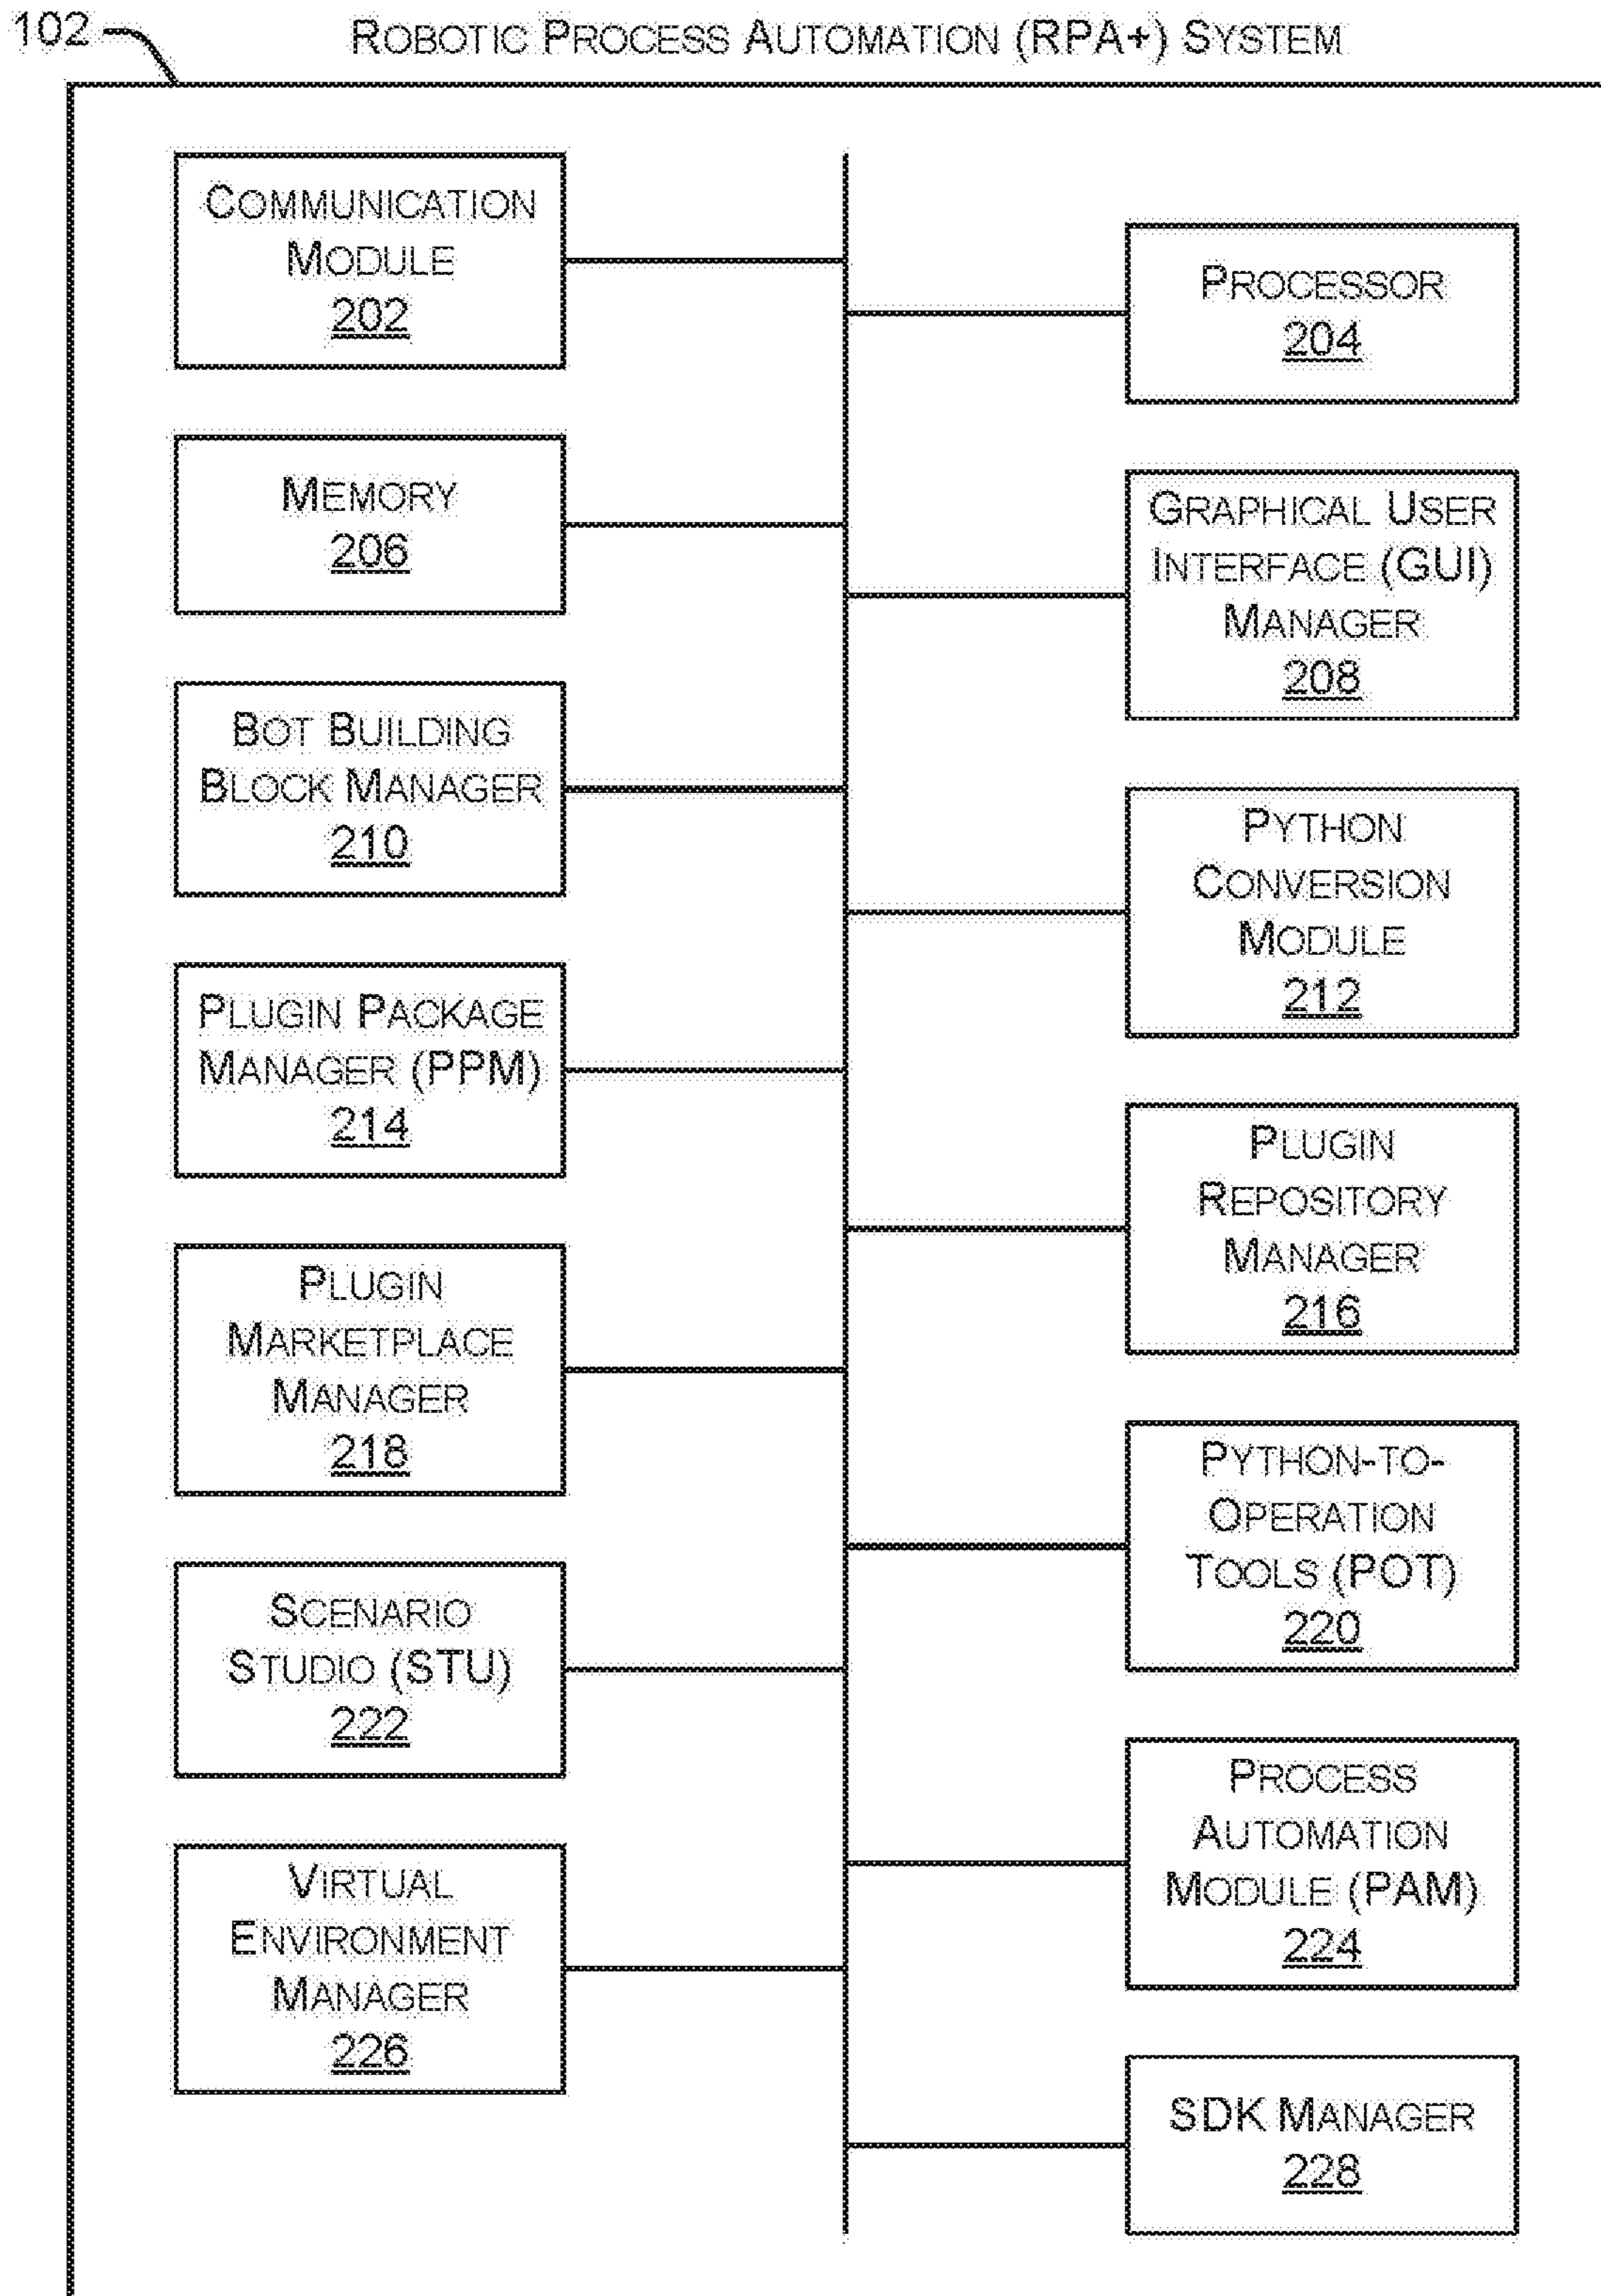 102
ROBOTIC PROCESS AUTOMATION (RPA+) SYSTEM
COMMUNICATION
MODULE
202
PROCESSOR
204
MEMORY
206
GRAPHICAL USER
INTERFACE (GUI)
MANAGER
208
BOT BUILDING
BLOCK MANAGER
210
PYTHON
CONVERSION
MODULE
212
PLUGIN PACKAGE
MANAGER (PPM)
214
PLUGIN
REPOSITORY
MANAGER
216
PLUGIN
MARKETPLACE
MANAGER
218
PYTHON-TO-
OPERATION
TOOLS (POT)
220
SCENARIO
STUDIO (STU)
222
PROCESS
AUTOMATION
MODULE (PAM)
224
VIRTUAL
ENVIRONMENT
MANAGER
226
SDK MANAGER
228